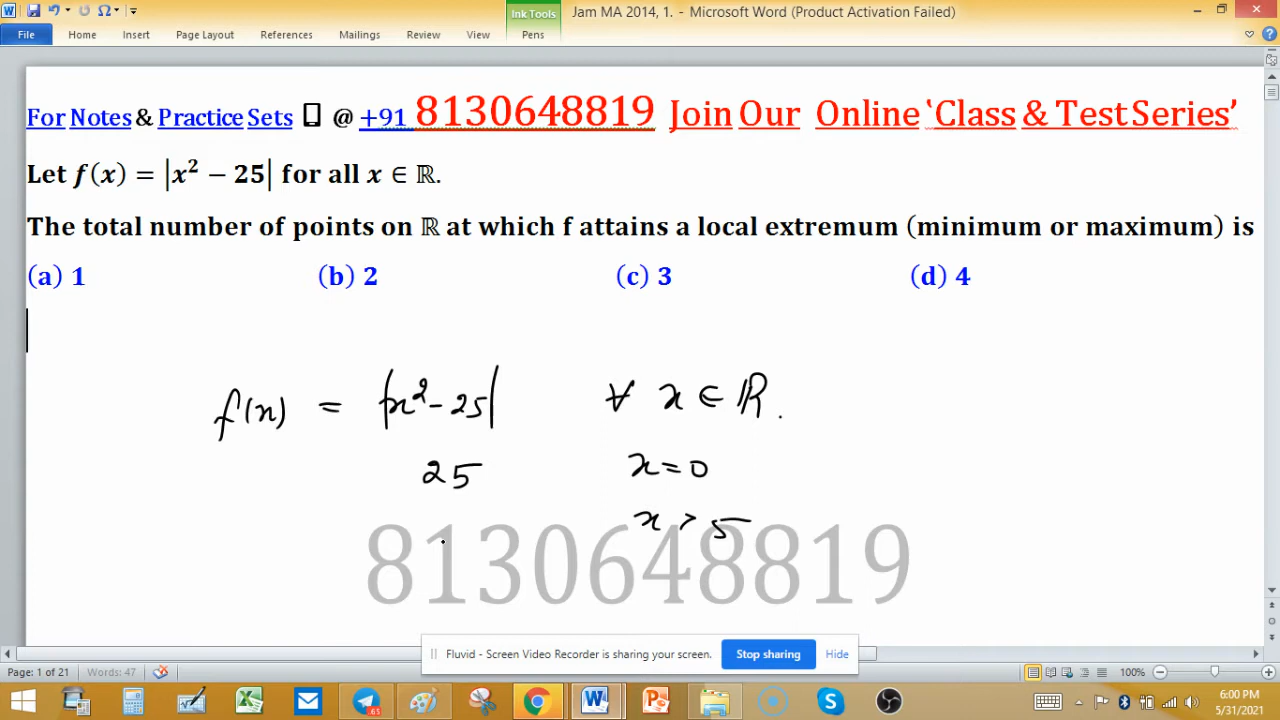 Ink Tools
Jam MA 2014, 1. - Microsoft Word (Product Activation Failed)
File Home Insert Page Layout References Mailings Review View Pens
For Notes & Practice Sets @ +91 8130648819 Join Our Online ‘Class & Test Series’
Let f(x) = |x² − 25| for all x ∈ ℝ.
The total number of points on ℝ at which f attains a local extremum (minimum or maximum) is
(a) 1 (b) 2 (c) 3 (d) 4
f(x) = |x² - 25| ∀ x ∈ ℝ.
25 x = 0
x > 5
8130648819
Fluvid - Screen Video Recorder is sharing your screen. Stop sharing Hide
Page: 1 of 21 Words: 47 100%
6:00 PM
5/31/2021